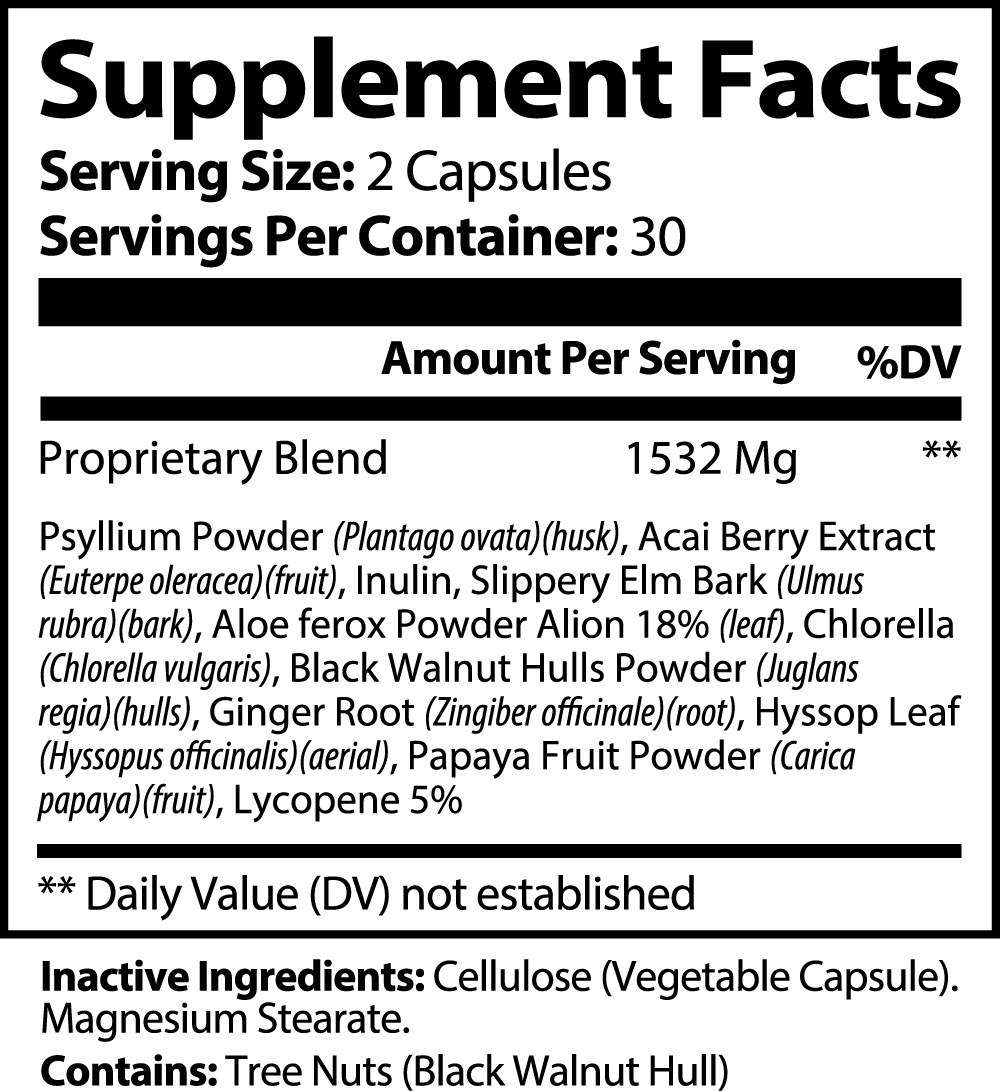 Supplement Facts
Serving Size: 2 Capsules
Servings Per Container: 30
Amount Per Serving %DV
Proprietary Blend 1532 Mg **
Psyllium Powder (Plantago ovata)(husk), Acai Berry Extract
(Euterpe oleracea)(fruit), Inulin, Slippery Elm Bark (Ulmus
rubra)(bark), Aloe ferox Powder Alion 18% (leaf), Chlorella
(Chlorella vulgaris), Black Walnut Hulls Powder (Juglans
regia)(hulls), Ginger Root (Zingiber officinale)(root), Hyssop Leaf
(Hyssopus officinalis)(aerial), Papaya Fruit Powder (Carica
papaya)(fruit), Lycopene 5%
** Daily Value (DV) not established
Inactive Ingredients: Cellulose (Vegetable Capsule).
Magnesium Stearate.
Contains: Tree Nuts (Black Walnut Hull)